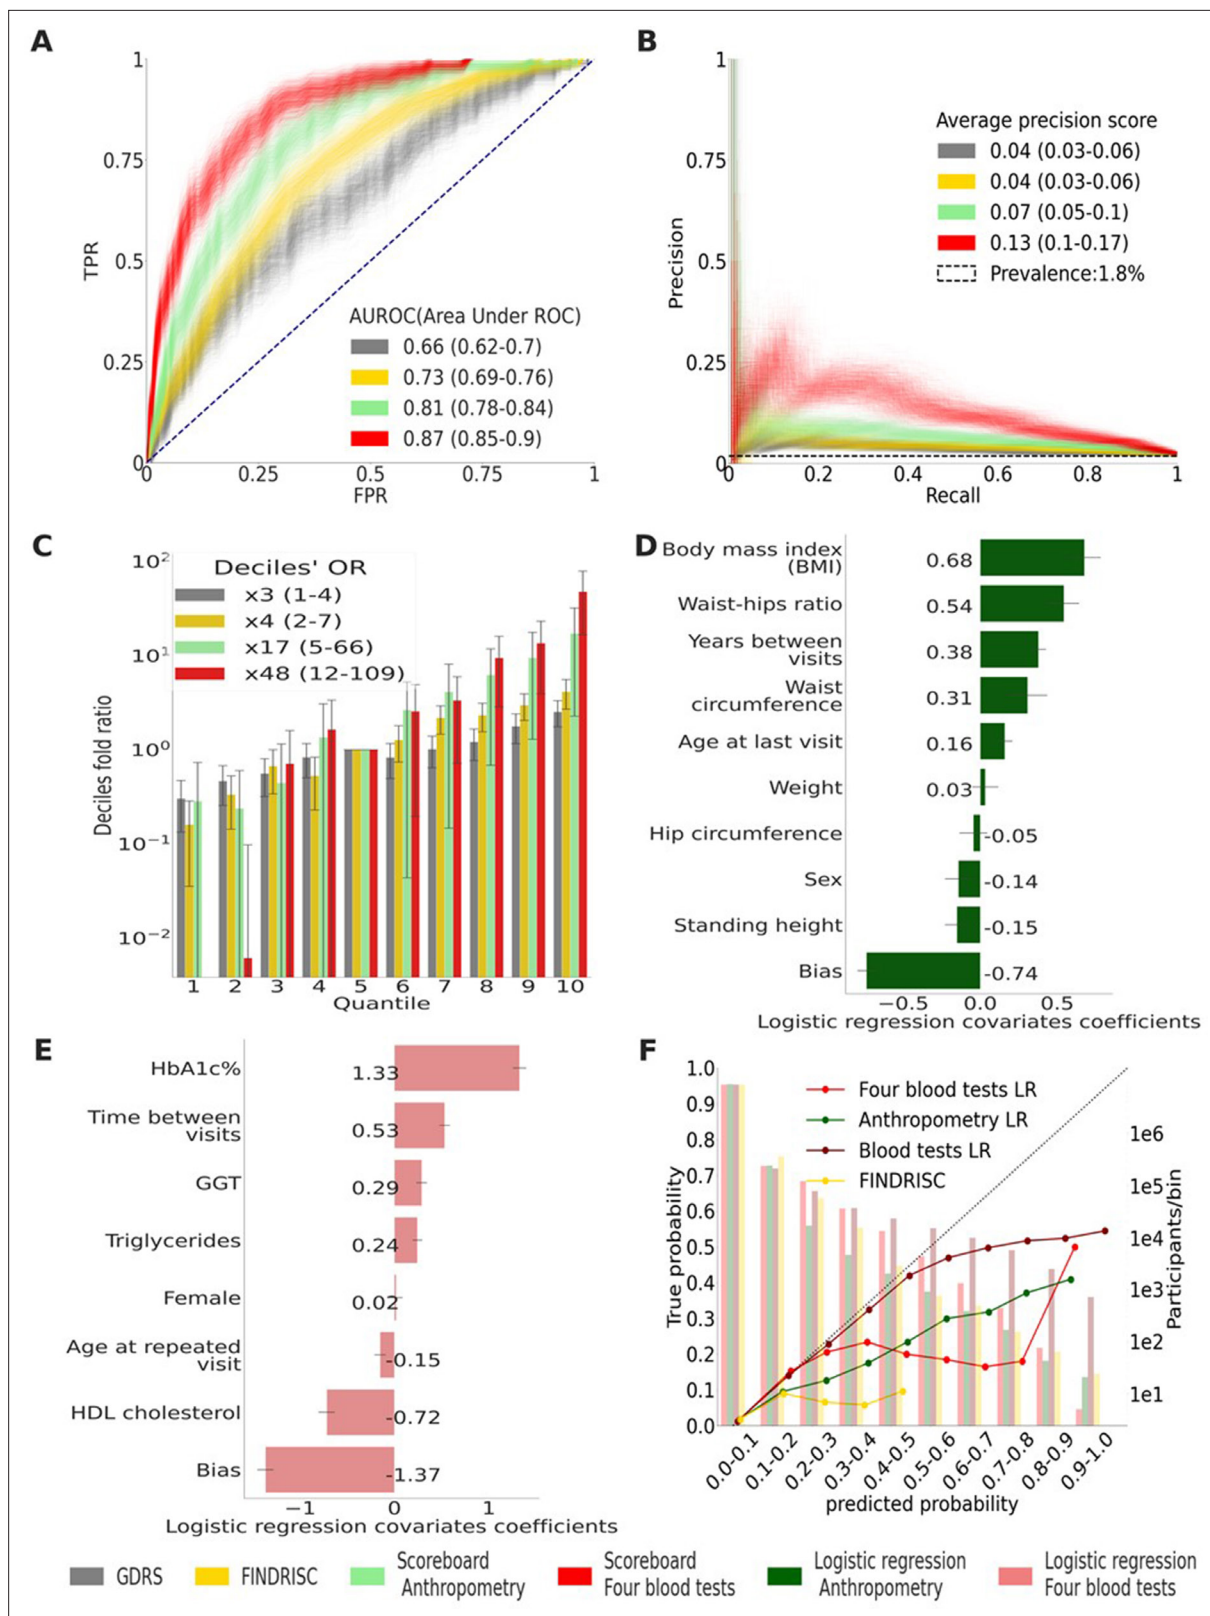 A
1
0.75
0.5
0.25
0
TPR
0
0.25
0.5
0.75
1
FPR
AUROC(Area Under ROC)
0.66 (0.62-0.7)
0.73 (0.69-0.76)
0.81 (0.78-0.84)
0.87 (0.85-0.9)
B
1
0.75
0.5
0.25
0
Precision
0
0.2
0.4
0.6
0.8
1
Recall
Average precision score
0.04 (0.03-0.06)
0.04 (0.03-0.06)
0.07 (0.05-0.1)
0.13 (0.1-0.17)
Prevalence:1.8%
C
10²
10¹
10⁰
10⁻¹
10⁻²
Deciles fold ratio
Deciles' OR
x3 (1-4)
x4 (2-7)
x17 (5-66)
x48 (12-109)
1 2 3 4 5 6 7 8 9 10
Quantile
D
Body mass index
(BMI)
0.68
Waist-hips ratio
0.54
Years between
visits
0.38
Waist
circumference
0.31
Age at last visit
0.16
Weight
0.03
Hip circumference
-0.05
Sex
-0.14
Standing height
-0.15
Bias
-0.74
−0.5 0.0 0.5
Logistic regression covariates coefficients
E
HbA1c%
1.33
Time between
visits
0.53
GGT
0.29
Triglycerides
0.24
Female
0.02
Age at repeated
visit
-0.15
HDL cholesterol
-0.72
Bias
-1.37
−1 0 1
Logistic regression covariates coefficients
F
1.0
0.9
0.8
0.7
0.6
0.5
0.4
0.3
0.2
0.1
0.0
True probability
Four blood tests LR
Anthropometry LR
Blood tests LR
FINDRISC
1e6
1e5
1e4
1e3
1e2
1e1
Participants/bin
0.0-0.1
0.1-0.2
0.2-0.3
0.3-0.4
0.4-0.5
0.5-0.6
0.6-0.7
0.7-0.8
0.8-0.9
0.9-1.0
predicted probability
GDRS
FINDRISC
Scoreboard
Anthropometry
Scoreboard
Four blood tests
Logistic regression
Anthropometry
Logistic regression
Four blood tests